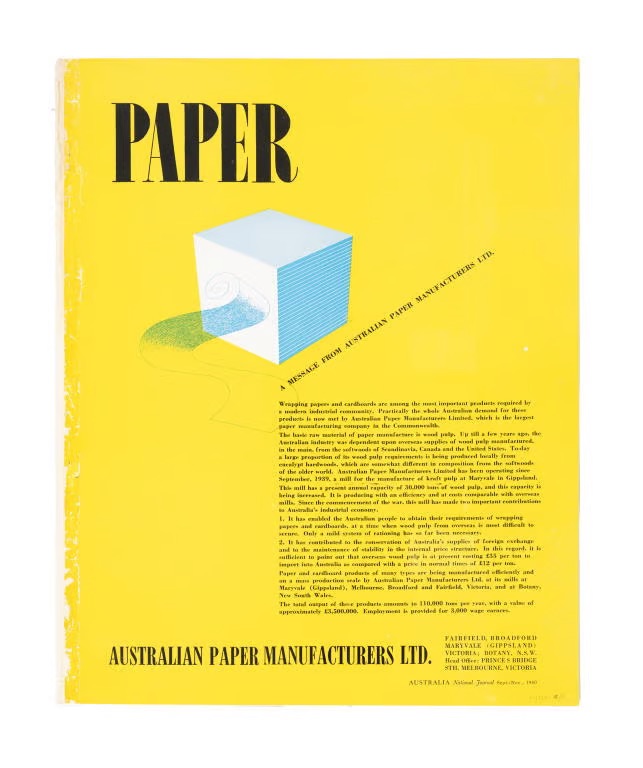 PAPER
A MESSAGE FROM AUSTRALIAN PAPER MANUFACTURERS LTD.
Wrapping papers and cardboards are among the most important products required by
a modern industrial community. Practically the whole Australian demand for these
products is now met by Australian Paper Manufacturers Limited, which is the largest
paper manufacturing company in the Commonwealth.
The basic raw material of paper manufacture is wood pulp. Up till a few years ago, the
Australian industry was dependent upon overseas supplies of wood pulp manufactured,
in the main, from the softwoods of Scandinavia, Canada and the United States. To-day
a large proportion of its wood pulp requirements is being produced locally from
eucalypt hardwoods, which are somewhat different in composition from the softwoods
of the older world. Australian Paper Manufacturers Limited has been operating since
September, 1939, a mill for the manufacture of kraft pulp at Maryvale in Gippsland.
This mill has a present annual capacity of 30,000 tons of wood pulp, and this capacity is
being increased. It is producing with an efficiency and at costs comparable with overseas
mills. Since the commencement of the war, this mill has made two important contributions
to Australia's industrial economy.
1. It has enabled the Australian people to obtain their requirements of wrapping
papers and cardboards, at a time when wood pulp from overseas is most difficult to
secure. Only a mild system of rationing has so far been necessary.
2. It has contributed to the conservation of Australia's supplies of foreign exchange
and to the maintenance of stability in the internal price structure. In this regard, it is
sufficient to point out that overseas wood pulp is at present costing £35 per ton to
import into Australia as compared with a price in normal times of £12 per ton.
Paper and cardboard products of many types are being manufactured efficiently and
on a mass production scale by Australian Paper Manufacturers Ltd. at its mills at
Maryvale (Gippsland), Melbourne, Broadford and Fairfield, Victoria, and at Botany,
New South Wales.
The total output of these products amounts to 110,000 tons per year, with a value of
approximately £3,500,000. Employment is provided for 3,000 wage earners.
AUSTRALIAN PAPER MANUFACTURERS LTD.
FAIRFIELD, BROADFORD
MARYVALE (GIPPSLAND)
VICTORIA; BOTANY, N.S.W.
Head Office: PRINCES BRIDGE
STH. MELBOURNE, VICTORIA
AUSTRALIA National Journal Sept.-Nov., 1940